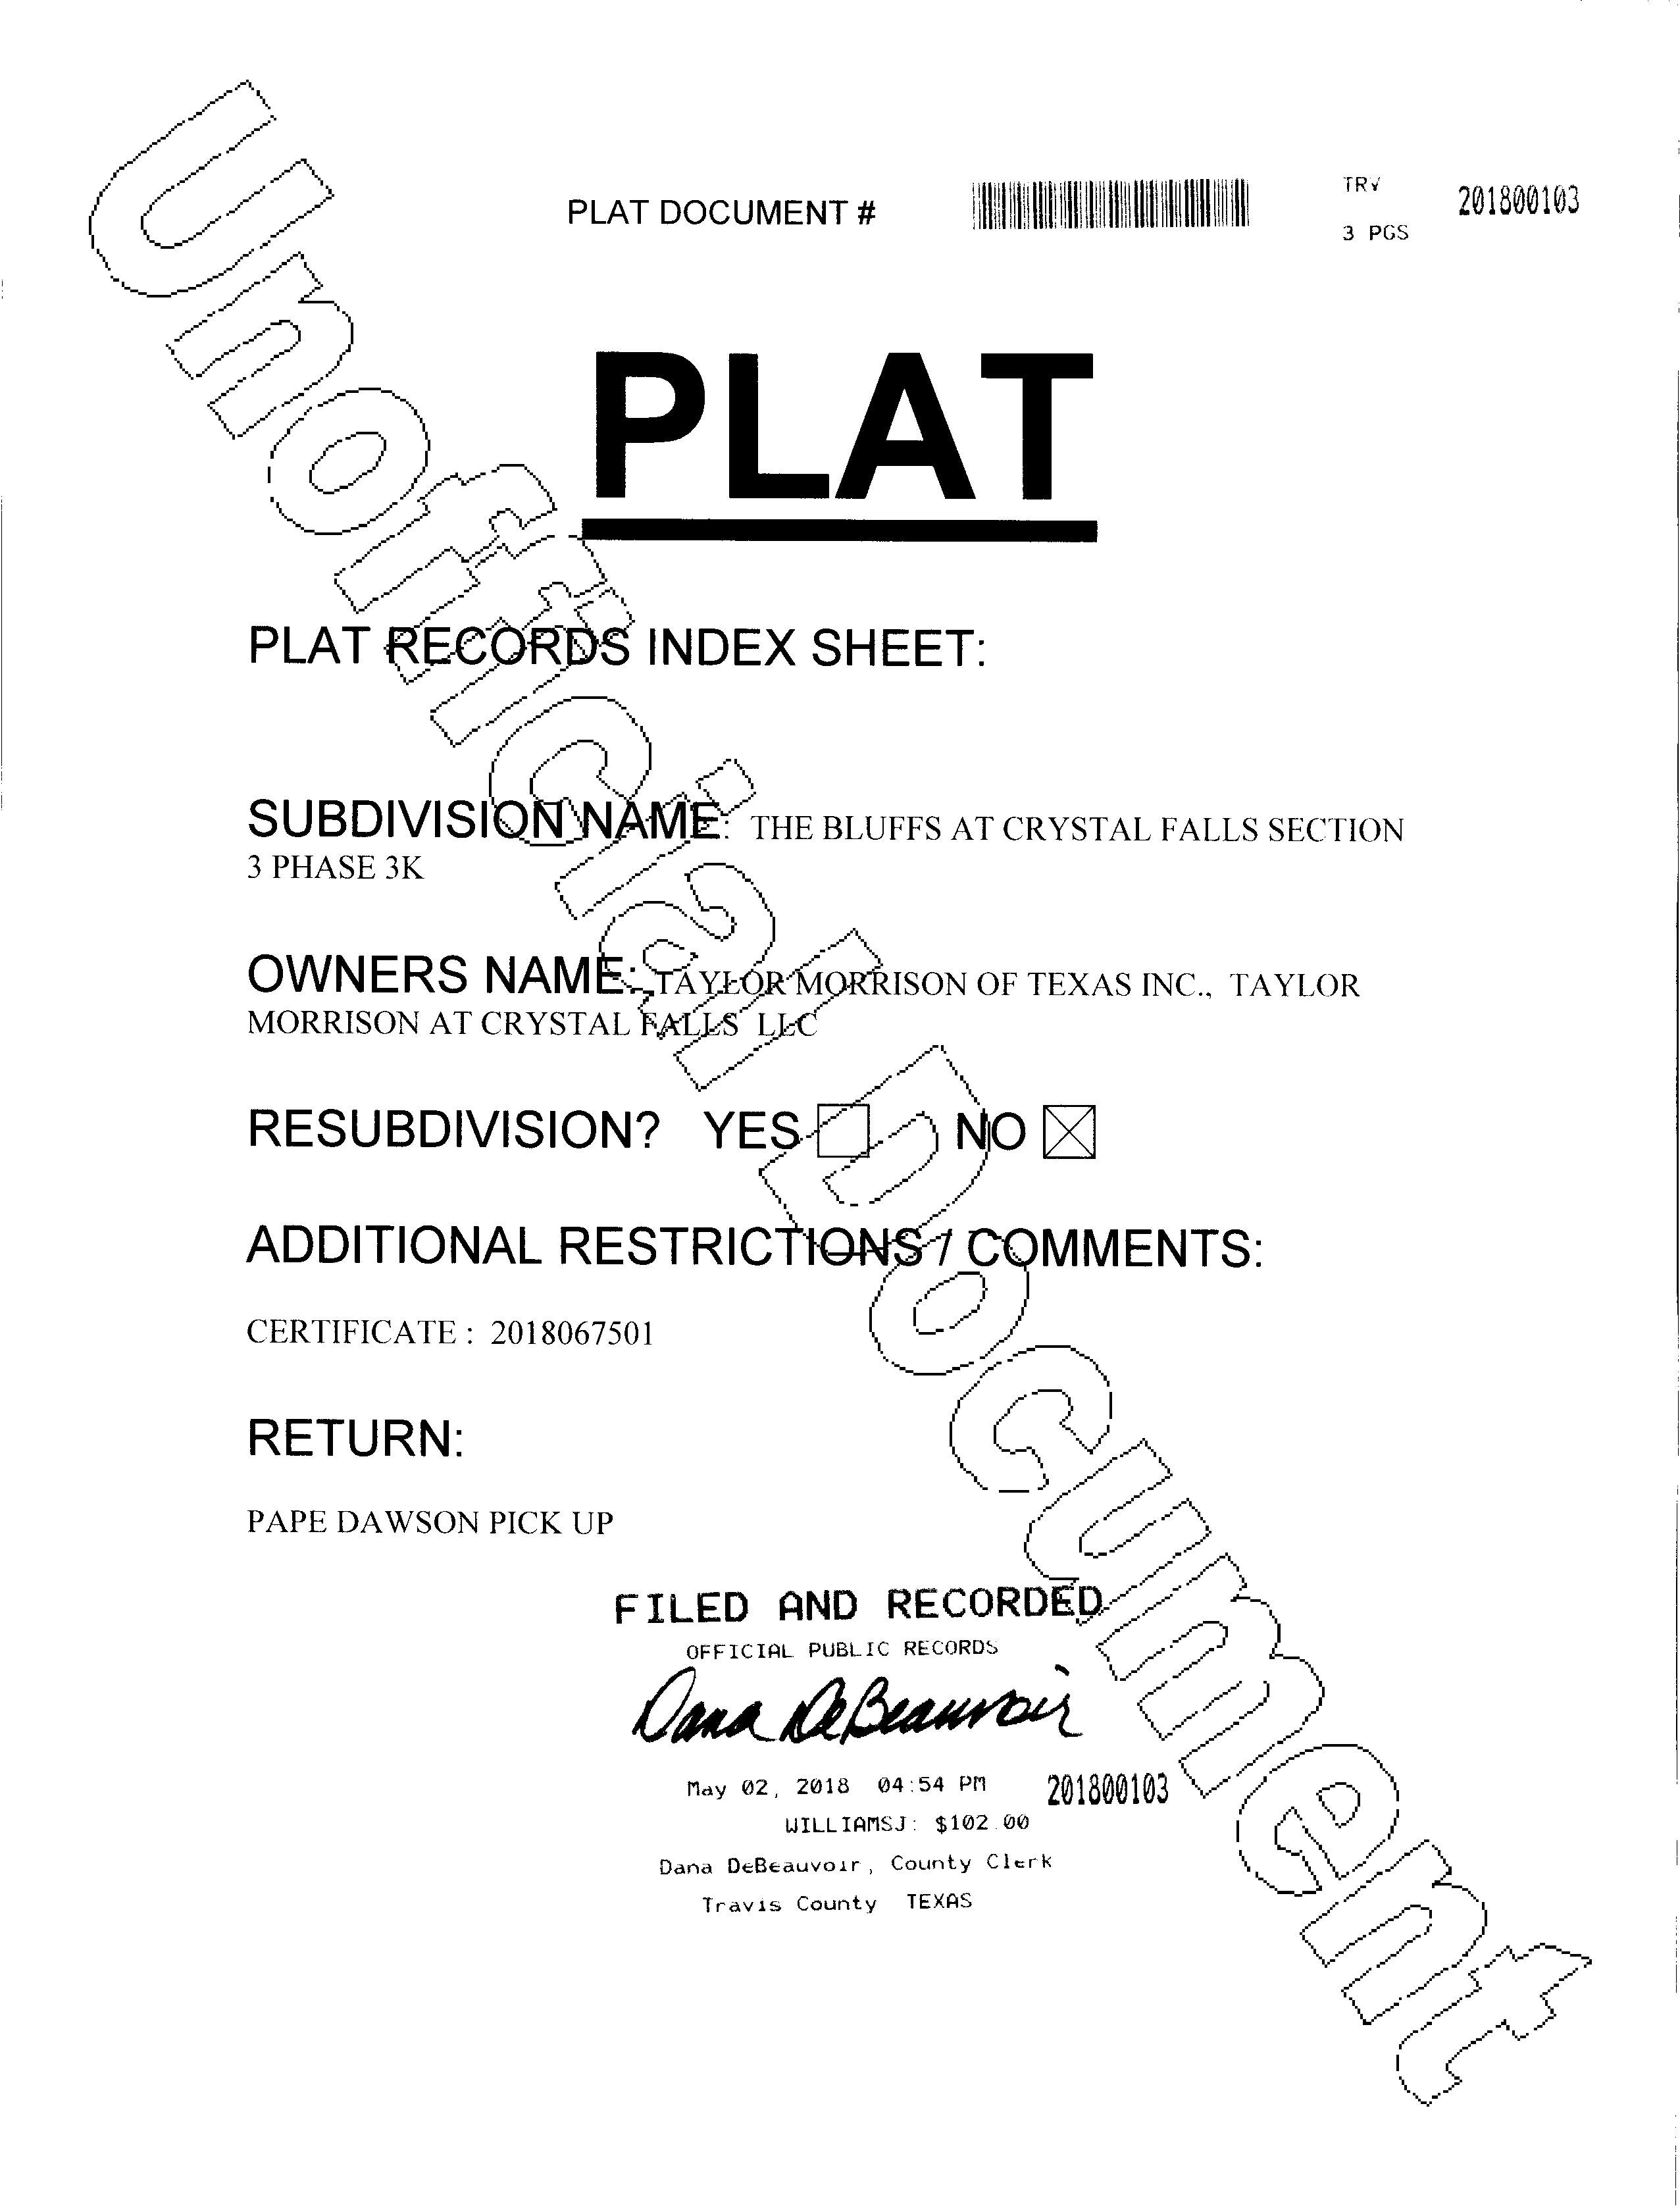 PLAT DOCUMENT #
TRV
201800103
3 PGS
PLAT
PLAT RECORDS INDEX SHEET:
SUBDIVISION NAME: THE BLUFFS AT CRYSTAL FALLS SECTION
3 PHASE 3K
OWNERS NAME: TAYLOR MORRISON OF TEXAS INC., TAYLOR
MORRISON AT CRYSTAL FALLS LLC
RESUBDIVISION? YES NO
ADDITIONAL RESTRICTIONS / COMMENTS:
CERTIFICATE : 2018067501
RETURN:
PAPE DAWSON PICK UP
FILED AND RECORDED
OFFICIAL PUBLIC RECORDS
Dana DeBeauvoir
May 02, 2018 04:54 PM 201800103
WILLIAMSJ: $102.00
Dana DeBeauvoir, County Clerk
Travis County TEXAS
Unofficial Document